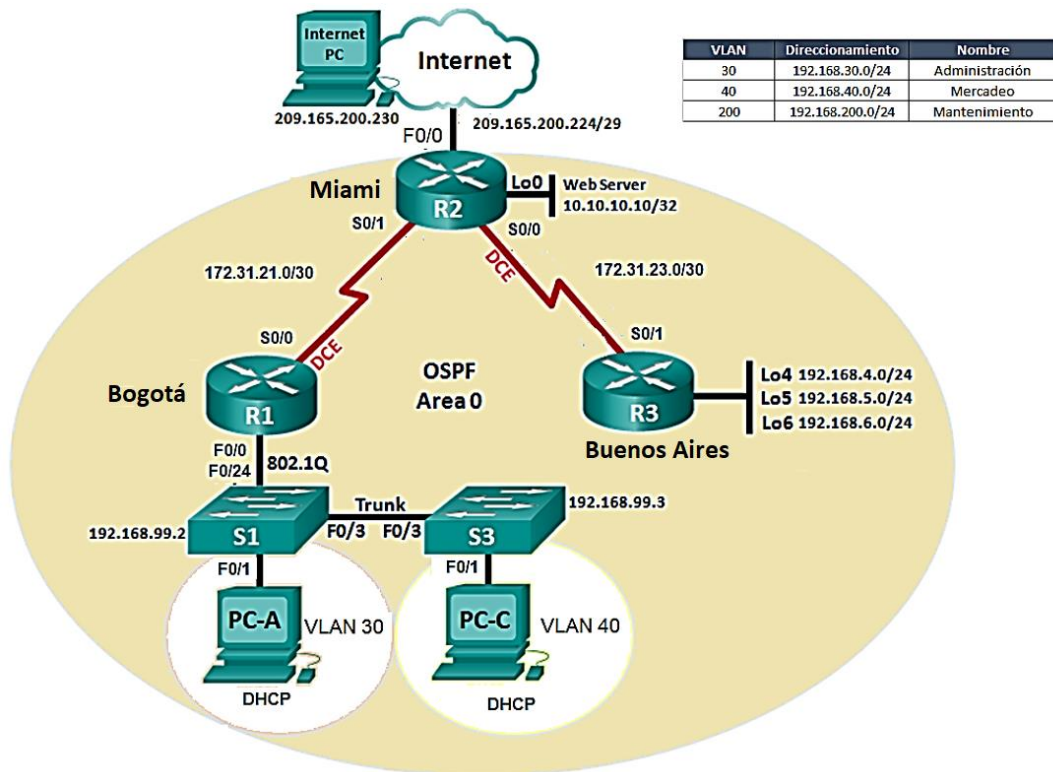 Internet
PC
Internet
209.165.200.230
209.165.200.224/29
F0/0
VLAN Direccionamiento Nombre
30 192.168.30.0/24 Administración
40 192.168.40.0/24 Mercadeo
200 192.168.200.0/24 Mantenimiento
Miami
R2
Lo0
Web Server
10.10.10.10/32
S0/1
S0/0
DCE
172.31.21.0/30
172.31.23.0/30
S0/0
DCE
S0/1
Bogotá
R1
OSPF
Area 0
R3
Buenos Aires
Lo4 192.168.4.0/24
Lo5 192.168.5.0/24
Lo6 192.168.6.0/24
F0/0
F0/24
802.1Q
Trunk
192.168.99.3
192.168.99.2
S1
F0/3
F0/3
S3
F0/1
F0/1
PC-A
VLAN 30
PC-C
VLAN 40
DHCP
DHCP